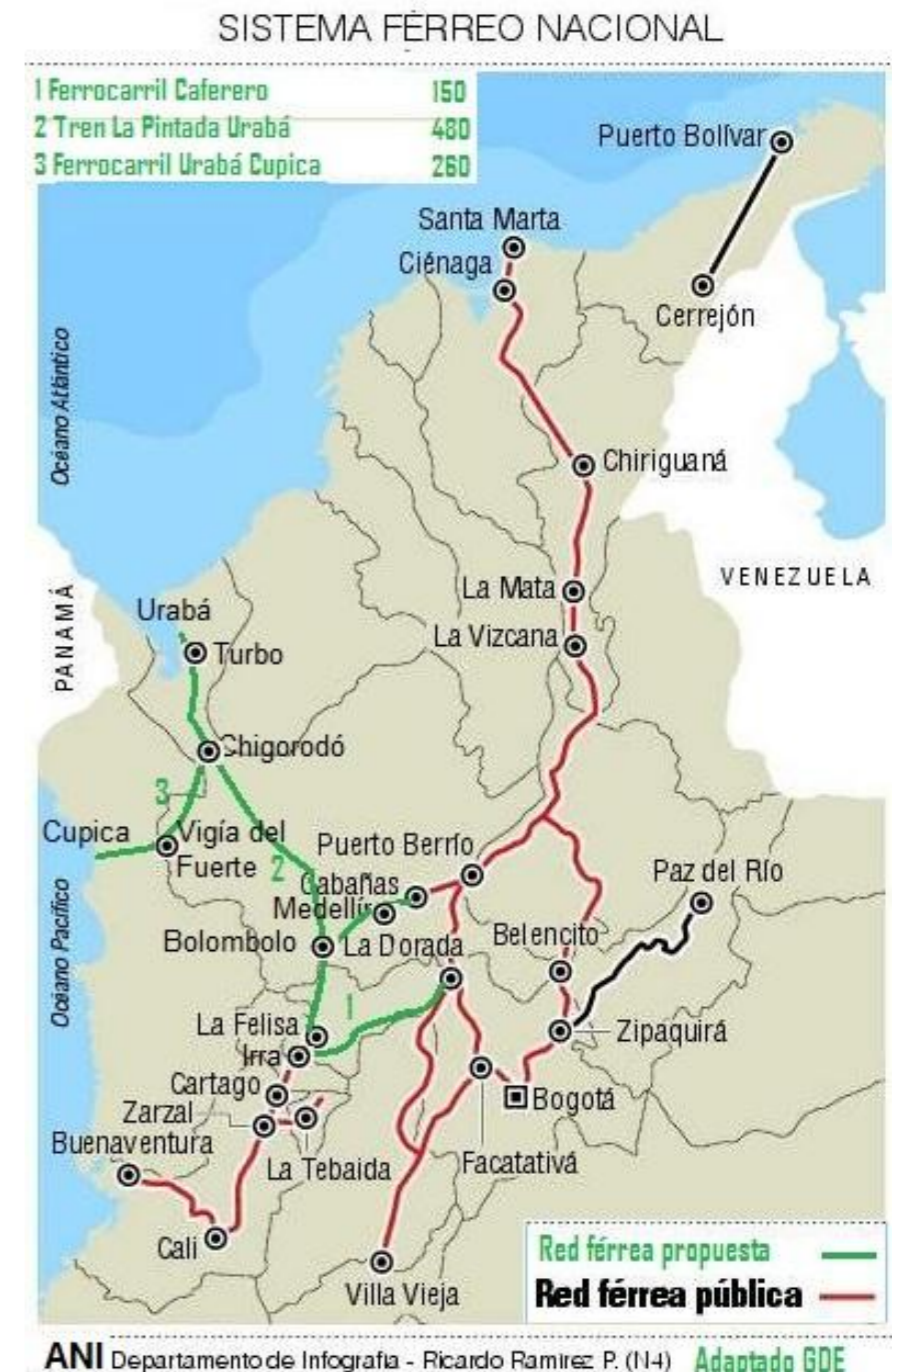 SISTEMA FÉRREO NACIONAL
1 Ferrocarril Caferero 150
2 Tren La Pintada Urabá 480
3 Ferrocarril Urabá Cupica 260
Puerto Bolívar
Santa Marta
Ciénaga
Cerrejón
Océano Atlántico
Chiriguaná
VENEZUELA
La Mata
PANAMÁ
Urabá
La Vizcana
Turbo
Chigorodó
3
Cupica
Vigía del
Fuerte
2
Puerto Berrío
Paz del Río
Cabañas
Medellín
Océano Pacífico
Bolombolo
La Dorada
Belencito
1
La Felisa
Zipaquirá
Irra
Cartago
Bogotá
Zarzal
Buenaventura
La Tebaida
Facatativá
Cali
Villa Vieja
Red férrea propuesta
Red férrea pública
ANI Departamento de Infografía - Ricardo Ramírez P. (N4) Adaptado GDE